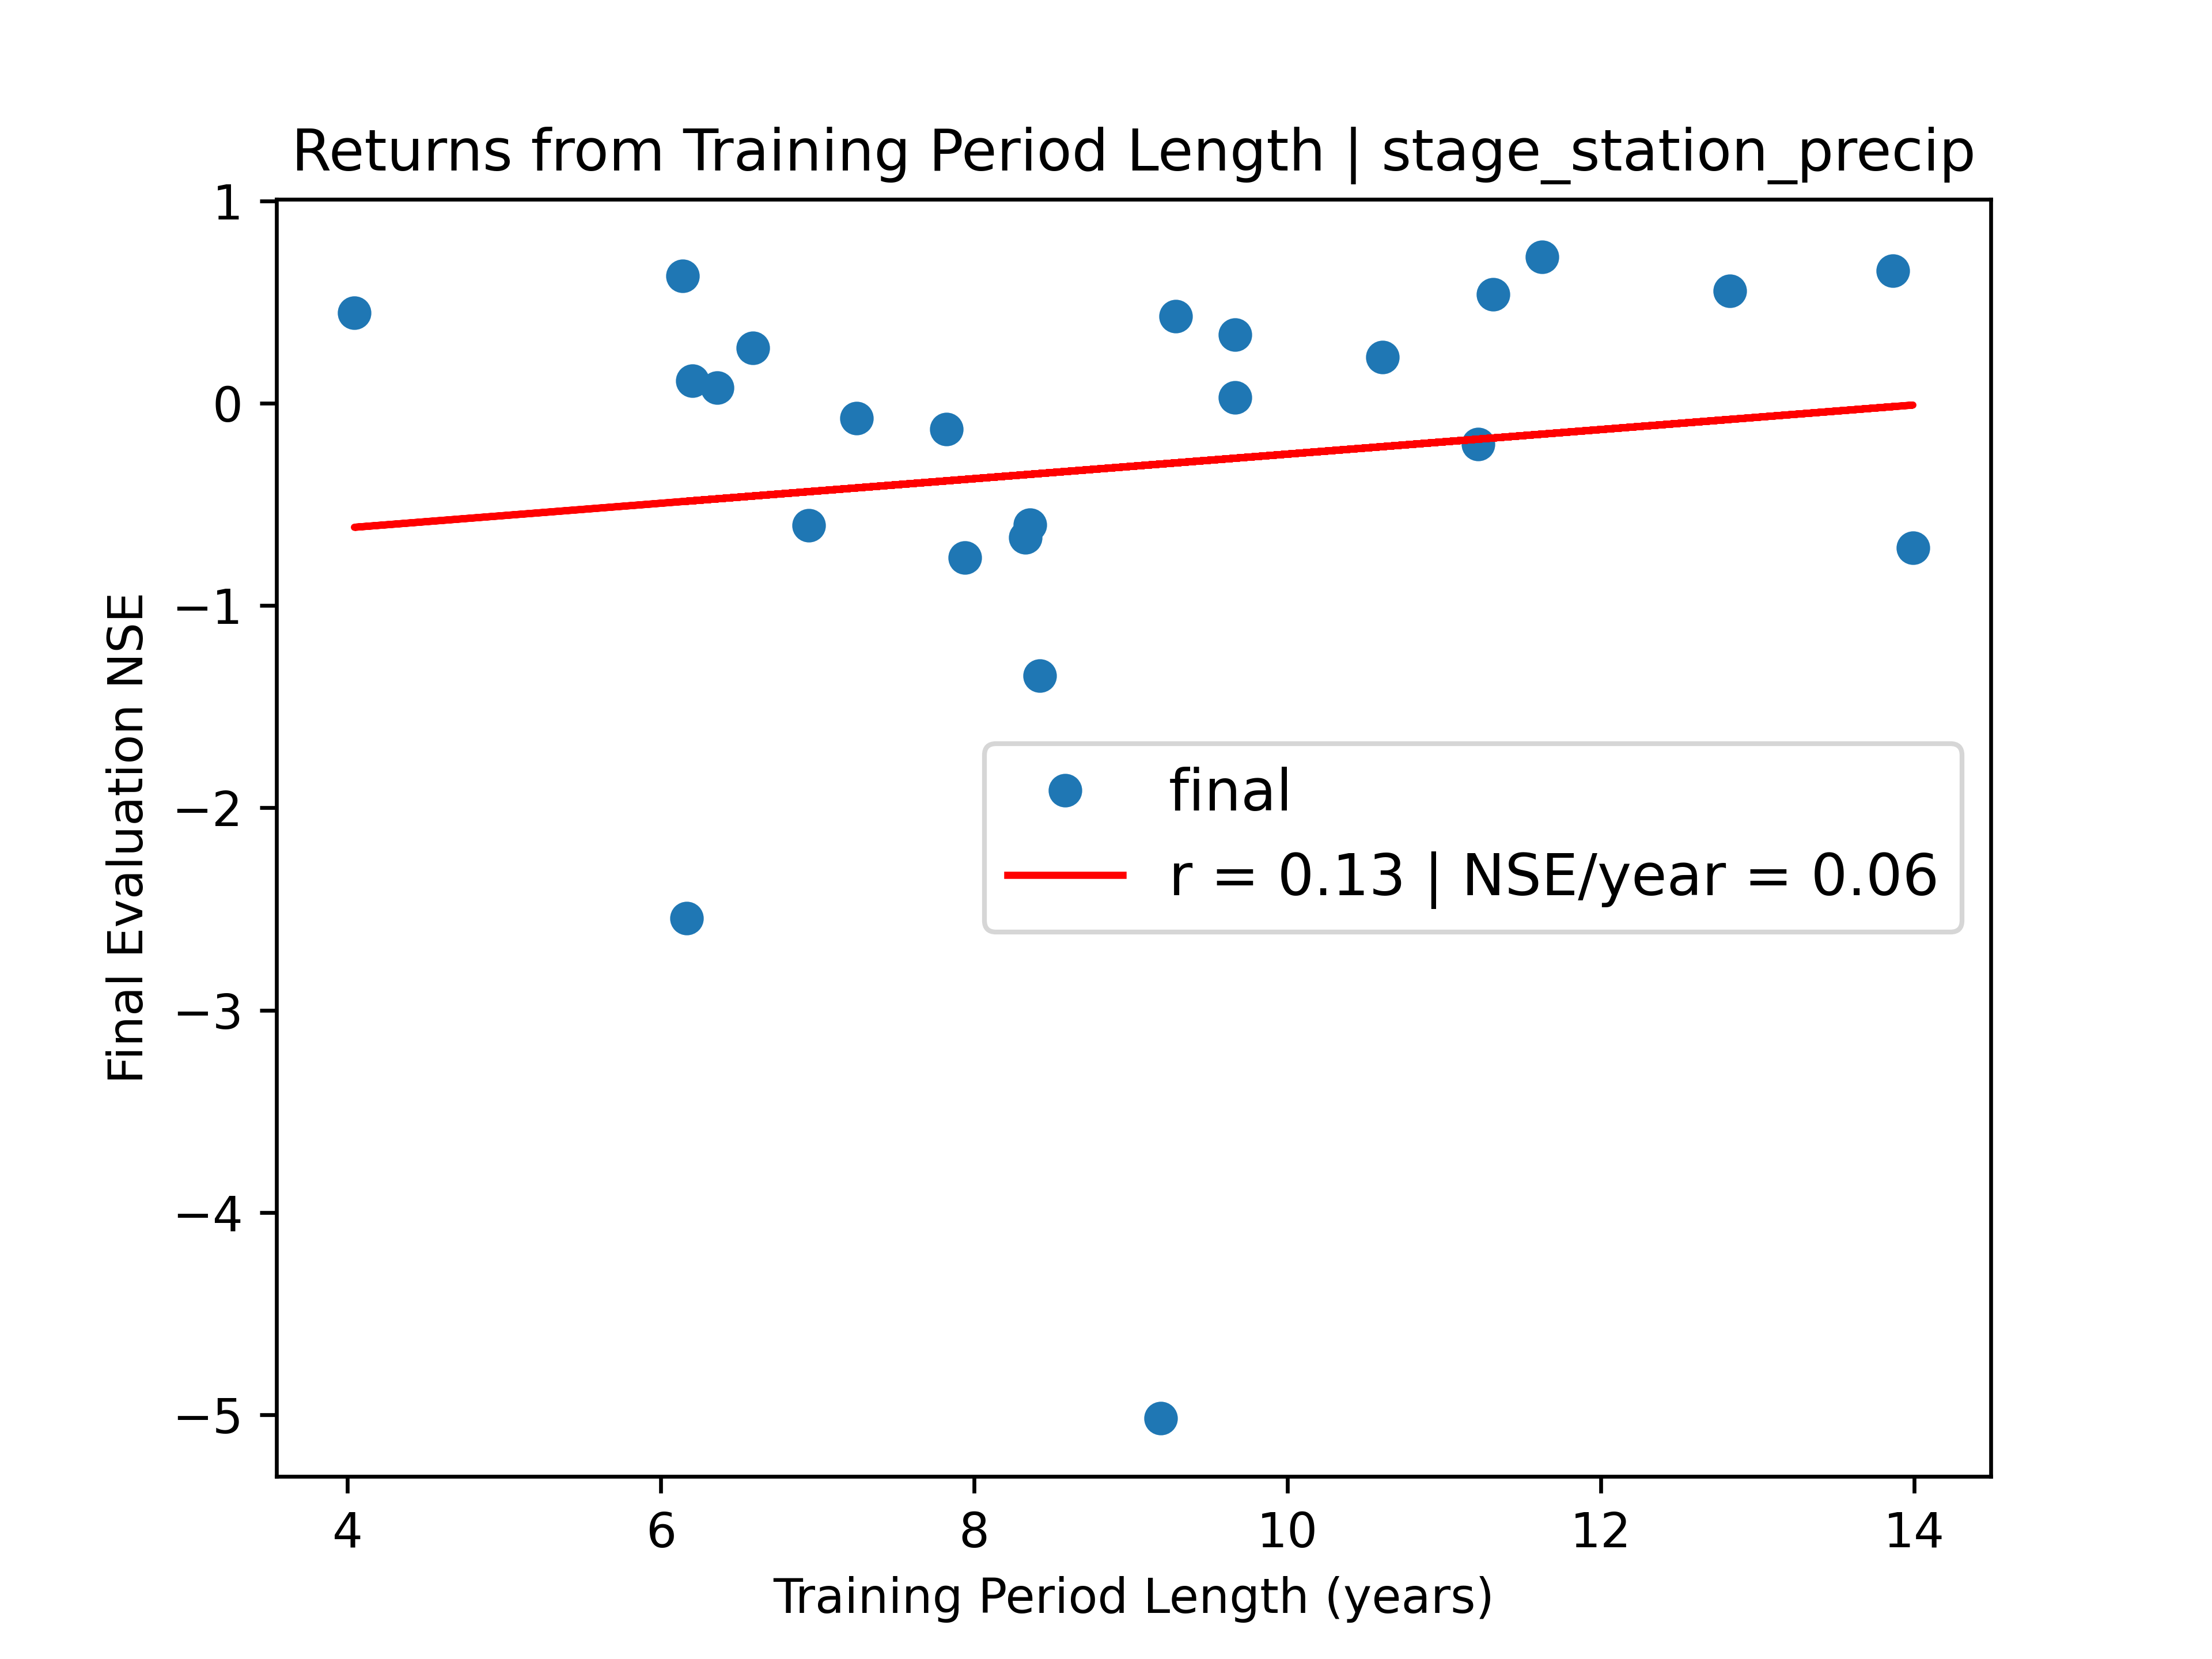 Returns from Training Period Length | stage_station_precip
1
0
−1
−2
−3
−4
−5
Final Evaluation NSE
final
r = 0.13 | NSE/year = 0.06
4 6 8 10 12 14
Training Period Length (years)